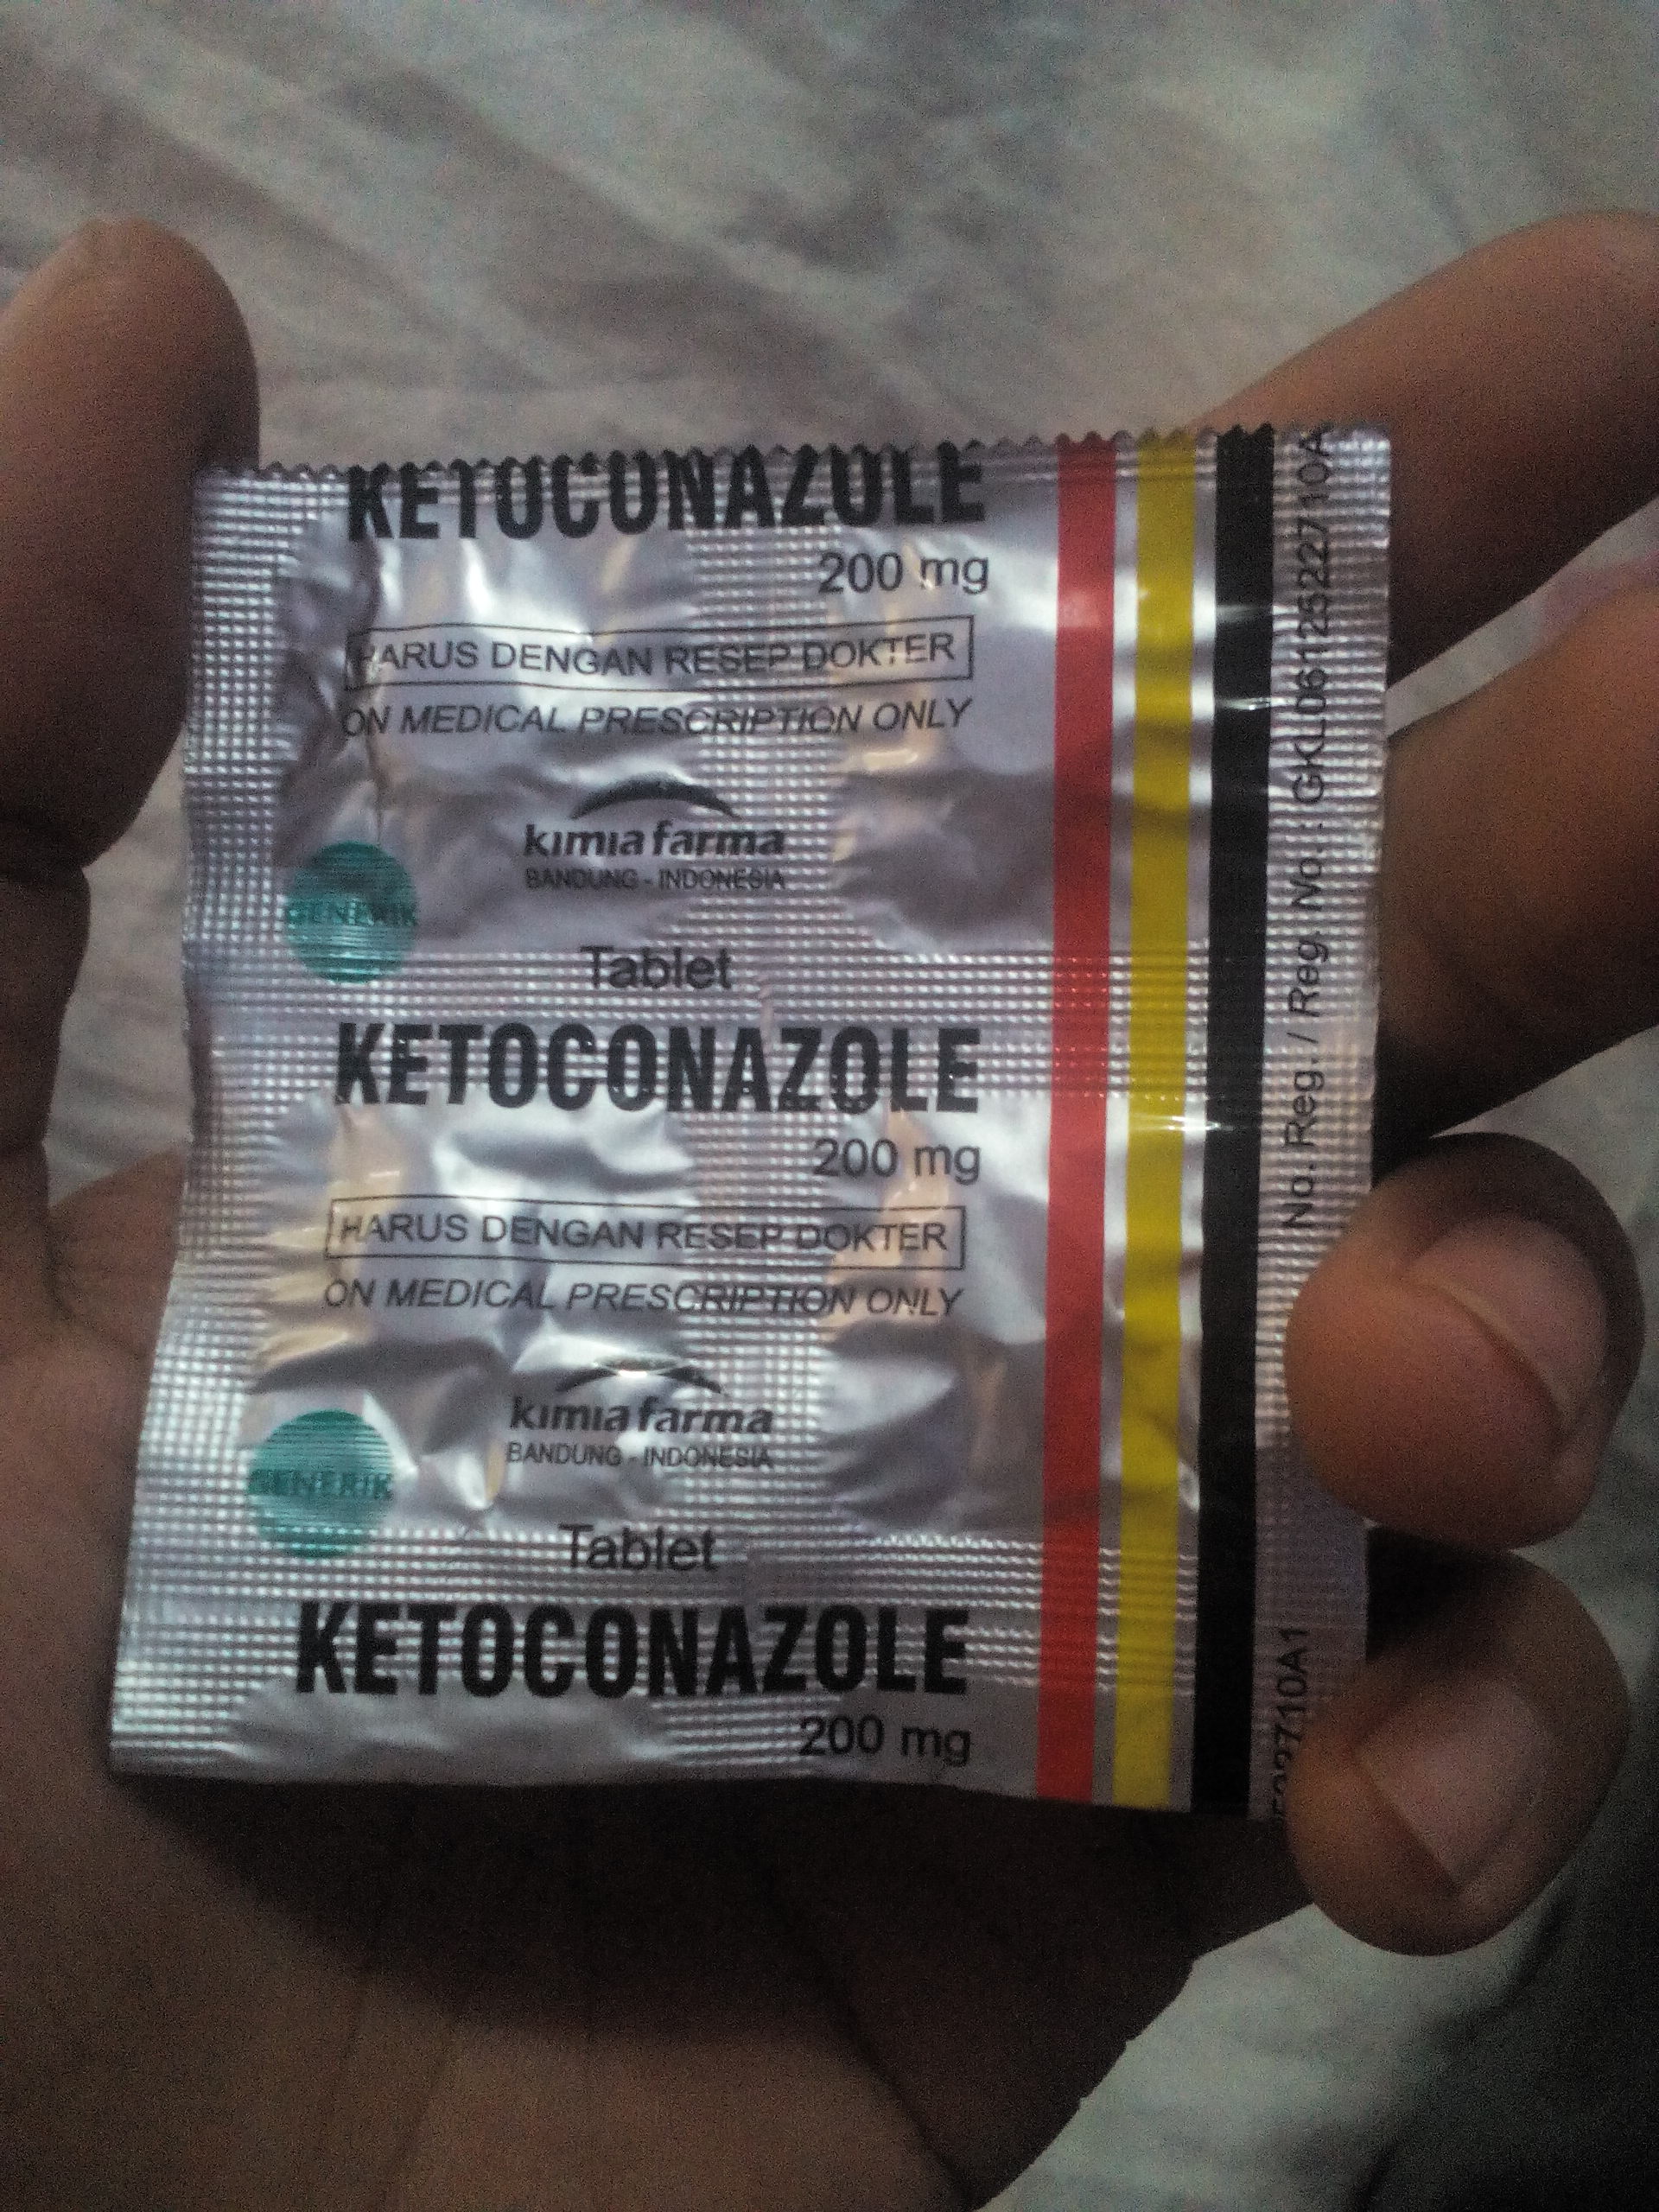 KETOCONAZOLE
200 mg
HARUS DENGAN RESEP DOKTER
ON MEDICAL PRESCRIPTION ONLY
kimia farma
BANDUNG - INDONESIA
GENERIK
Tablet
KETOCONAZOLE
200 mg
HARUS DENGAN RESEP DOKTER
ON MEDICAL PRESCRIPTION ONLY
kimia farma
BANDUNG - INDONESIA
GENERIK
Tablet
KETOCONAZOLE
200 mg
No. Reg. / Reg. No. : GKL0612522710A
710A1